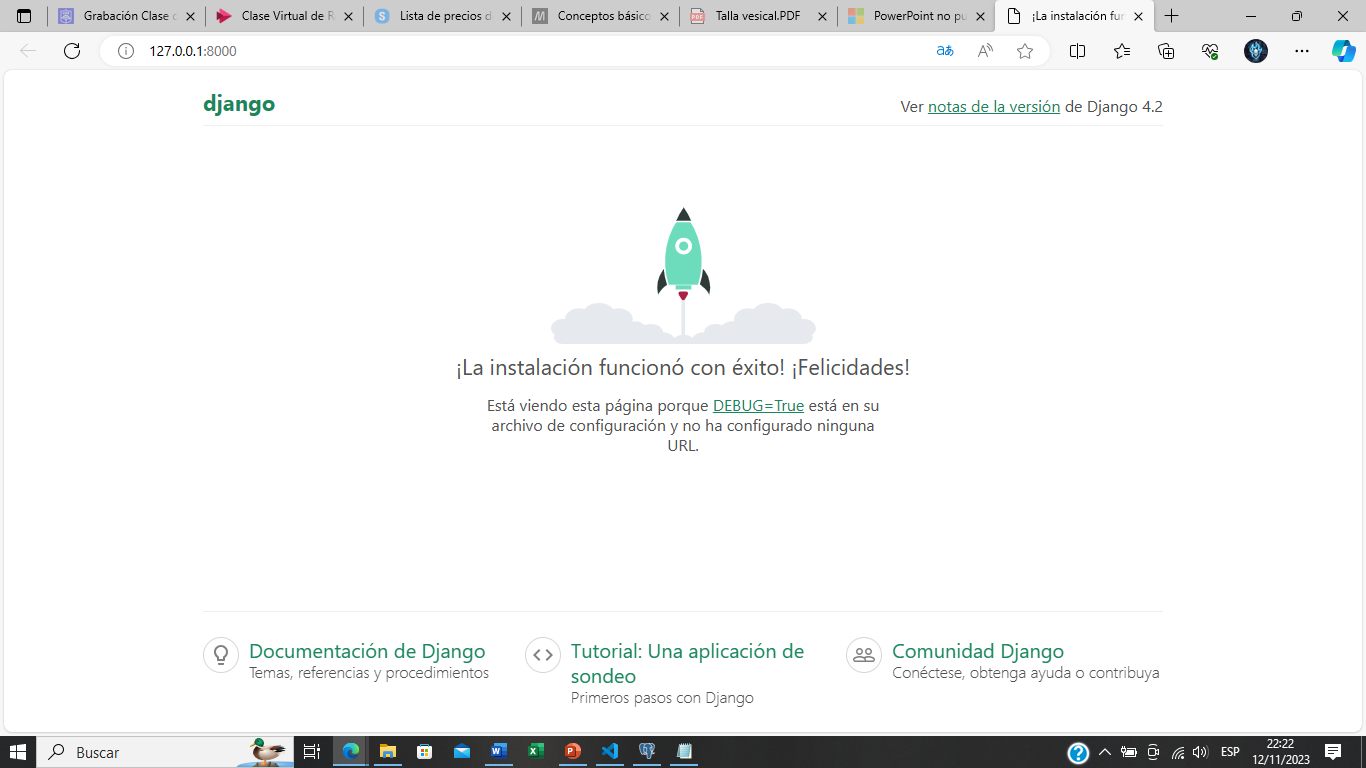 Grabación Clase d
Clase Virtual de Ra
Lista de precios d
Conceptos básico
Talla vesical.PDF
PowerPoint no pu
¡La instalación fun
127.0.0.1:8000
django
Ver notas de la versión de Django 4.2
¡La instalación funcionó con éxito! ¡Felicidades!
Está viendo esta página porque DEBUG=True está en su
archivo de configuración y no ha configurado ninguna
URL.
Documentación de Django
Temas, referencias y procedimientos
Tutorial: Una aplicación de
sondeo
Primeros pasos con Django
Comunidad Django
Conéctese, obtenga ayuda o contribuya
Buscar
ESP
22:22
12/11/2023